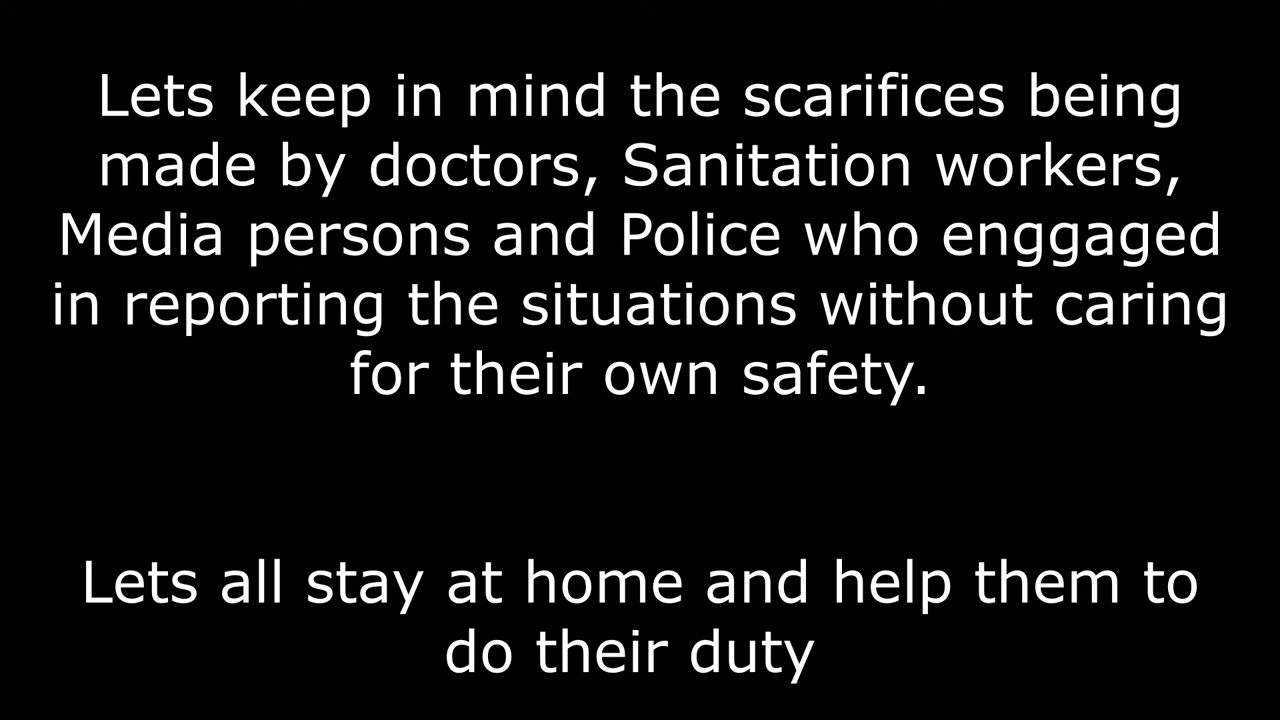 Lets keep in mind the scarifices being
made by doctors, Sanitation workers,
Media persons and Police who enggaged
in reporting the situations without caring
for their own safety.
Lets all stay at home and help them to
do their duty